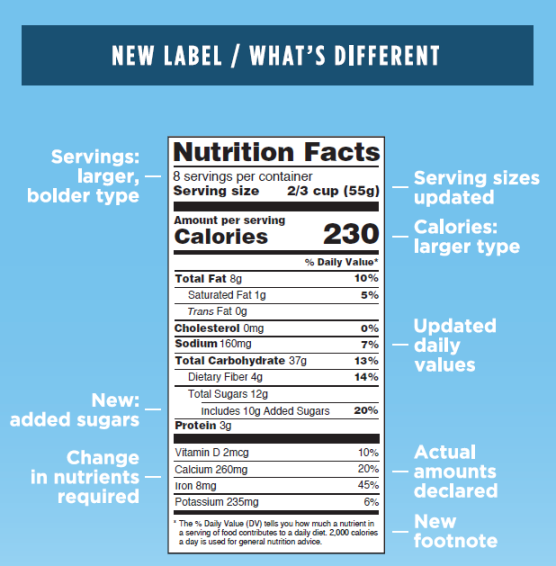 NEW LABEL / WHAT'S DIFFERENT
Servings:
larger,
bolder type
Nutrition Facts
8 servings per container
Serving size 2/3 cup (55g)
Amount per serving
Calories 230
% Daily Value*
Total Fat 8g 10%
Saturated Fat 1g 5%
Trans Fat 0g
Cholesterol 0mg 0%
Sodium 160mg 7%
Total Carbohydrate 37g 13%
Dietary Fiber 4g 14%
Total Sugars 12g
Includes 10g Added Sugars 20%
Protein 3g
Vitamin D 2mcg 10%
Calcium 260mg 20%
Iron 8mg 45%
Potassium 235mg 6%
* The % Daily Value (DV) tells you how much a nutrient in
a serving of food contributes to a daily diet. 2,000 calories
a day is used for general nutrition advice.
Serving sizes
updated
Calories:
larger type
Updated
daily
values
New:
added sugars
Change
in nutrients
required
Actual
amounts
declared
New
footnote